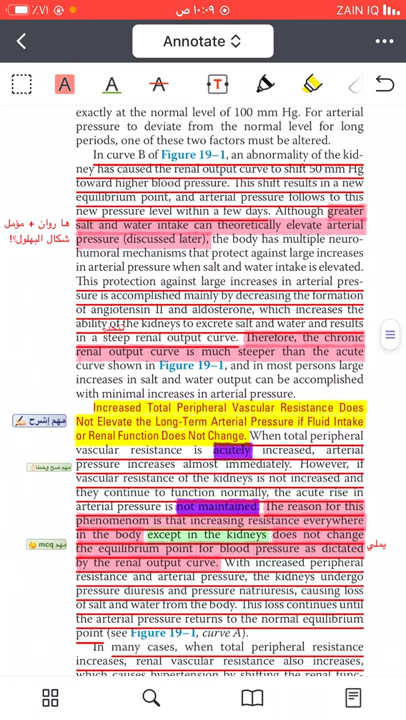 ٪٧١ ١٠:٠٩ ص ZAIN IQ
Annotate
A A A T
exactly at the normal level of 100 mm Hg. For arterial
pressure to deviate from the normal level for long
periods, one of these two factors must be altered.
In curve B of Figure 19–1, an abnormality of the kid-
ney has caused the renal output curve to shift 50 mm Hg
toward higher blood pressure. This shift results in a new
equilibrium point, and arterial pressure follows to this
new pressure level within a few days. Although greater
salt and water intake can theoretically elevate arterial
pressure (discussed later), the body has multiple neuro-
humoral mechanisms that protect against large increases
in arterial pressure when salt and water intake is elevated.
This protection against large increases in arterial pres-
sure is accomplished mainly by decreasing the formation
of angiotensin II and aldosterone, which increases the
ability of the kidneys to excrete salt and water and results
in a steep renal output curve. Therefore, the chronic
renal output curve is much steeper than the acute
curve shown in Figure 19–1, and in most persons large
increases in salt and water output can be accomplished
with minimal increases in arterial pressure.
Increased Total Peripheral Vascular Resistance Does
Not Elevate the Long-Term Arterial Pressure if Fluid Intake
or Renal Function Does Not Change. When total peripheral
vascular resistance is acutely increased, arterial
pressure increases almost immediately. However, if
vascular resistance of the kidneys is not increased and
they continue to function normally, the acute rise in
arterial pressure is not maintained. The reason for this
phenomenon is that increasing resistance everywhere
in the body except in the kidneys does not change
the equilibrium point for blood pressure as dictated
by the renal output curve. With increased peripheral
resistance and arterial pressure, the kidneys undergo
pressure diuresis and pressure natriuresis, causing loss
of salt and water from the body. This loss continues until
the arterial pressure returns to the normal equilibrium
point (see Figure 19–1, curve A).
In many cases, when total peripheral resistance
increases, renal vascular resistance also increases,
which causes hypertension by shifting the renal func-
ها روان + مؤمل
شكال البهلول؟!
مهم إشرح
مهم صح وخطأ
مهم mcq
يملي